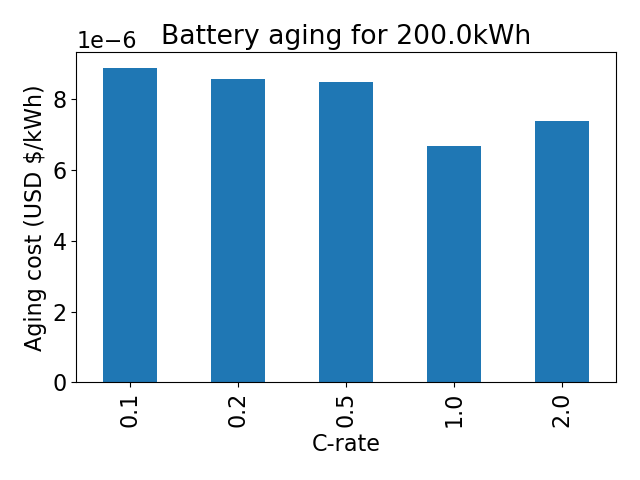 Battery aging for 200.0kWh
1e−6
Aging cost (USD $/kWh)
8
6
4
2
0
0.1
0.2
0.5
1.0
2.0
C-rate